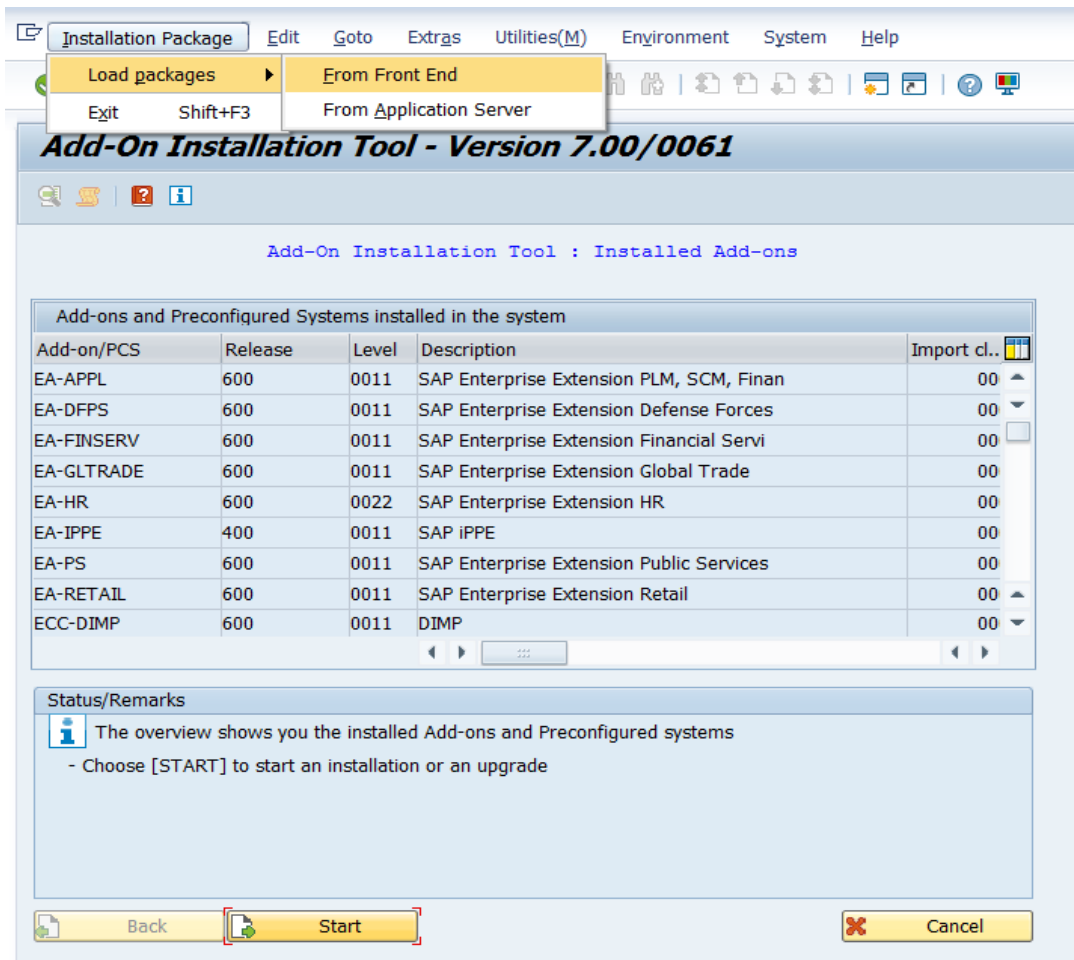 Installation Package Edit Goto Extras Utilities(M) Environment System Help
Load packages From Front End
Exit Shift+F3 From Application Server
Add-On Installation Tool - Version 7.00/0061
Add-On Installation Tool : Installed Add-ons
Add-ons and Preconfigured Systems installed in the system
Add-on/PCS Release Level Description Import cl..
EA-APPL 600 0011 SAP Enterprise Extension PLM, SCM, Finan 00
EA-DFPS 600 0011 SAP Enterprise Extension Defense Forces 00
EA-FINSERV 600 0011 SAP Enterprise Extension Financial Servi 00
EA-GLTRADE 600 0011 SAP Enterprise Extension Global Trade 00
EA-HR 600 0022 SAP Enterprise Extension HR 00
EA-IPPE 400 0011 SAP iPPE 00
EA-PS 600 0011 SAP Enterprise Extension Public Services 00
EA-RETAIL 600 0011 SAP Enterprise Extension Retail 00
ECC-DIMP 600 0011 DIMP 00
Status/Remarks
The overview shows you the installed Add-ons and Preconfigured systems
- Choose [START] to start an installation or an upgrade
Back Start Cancel